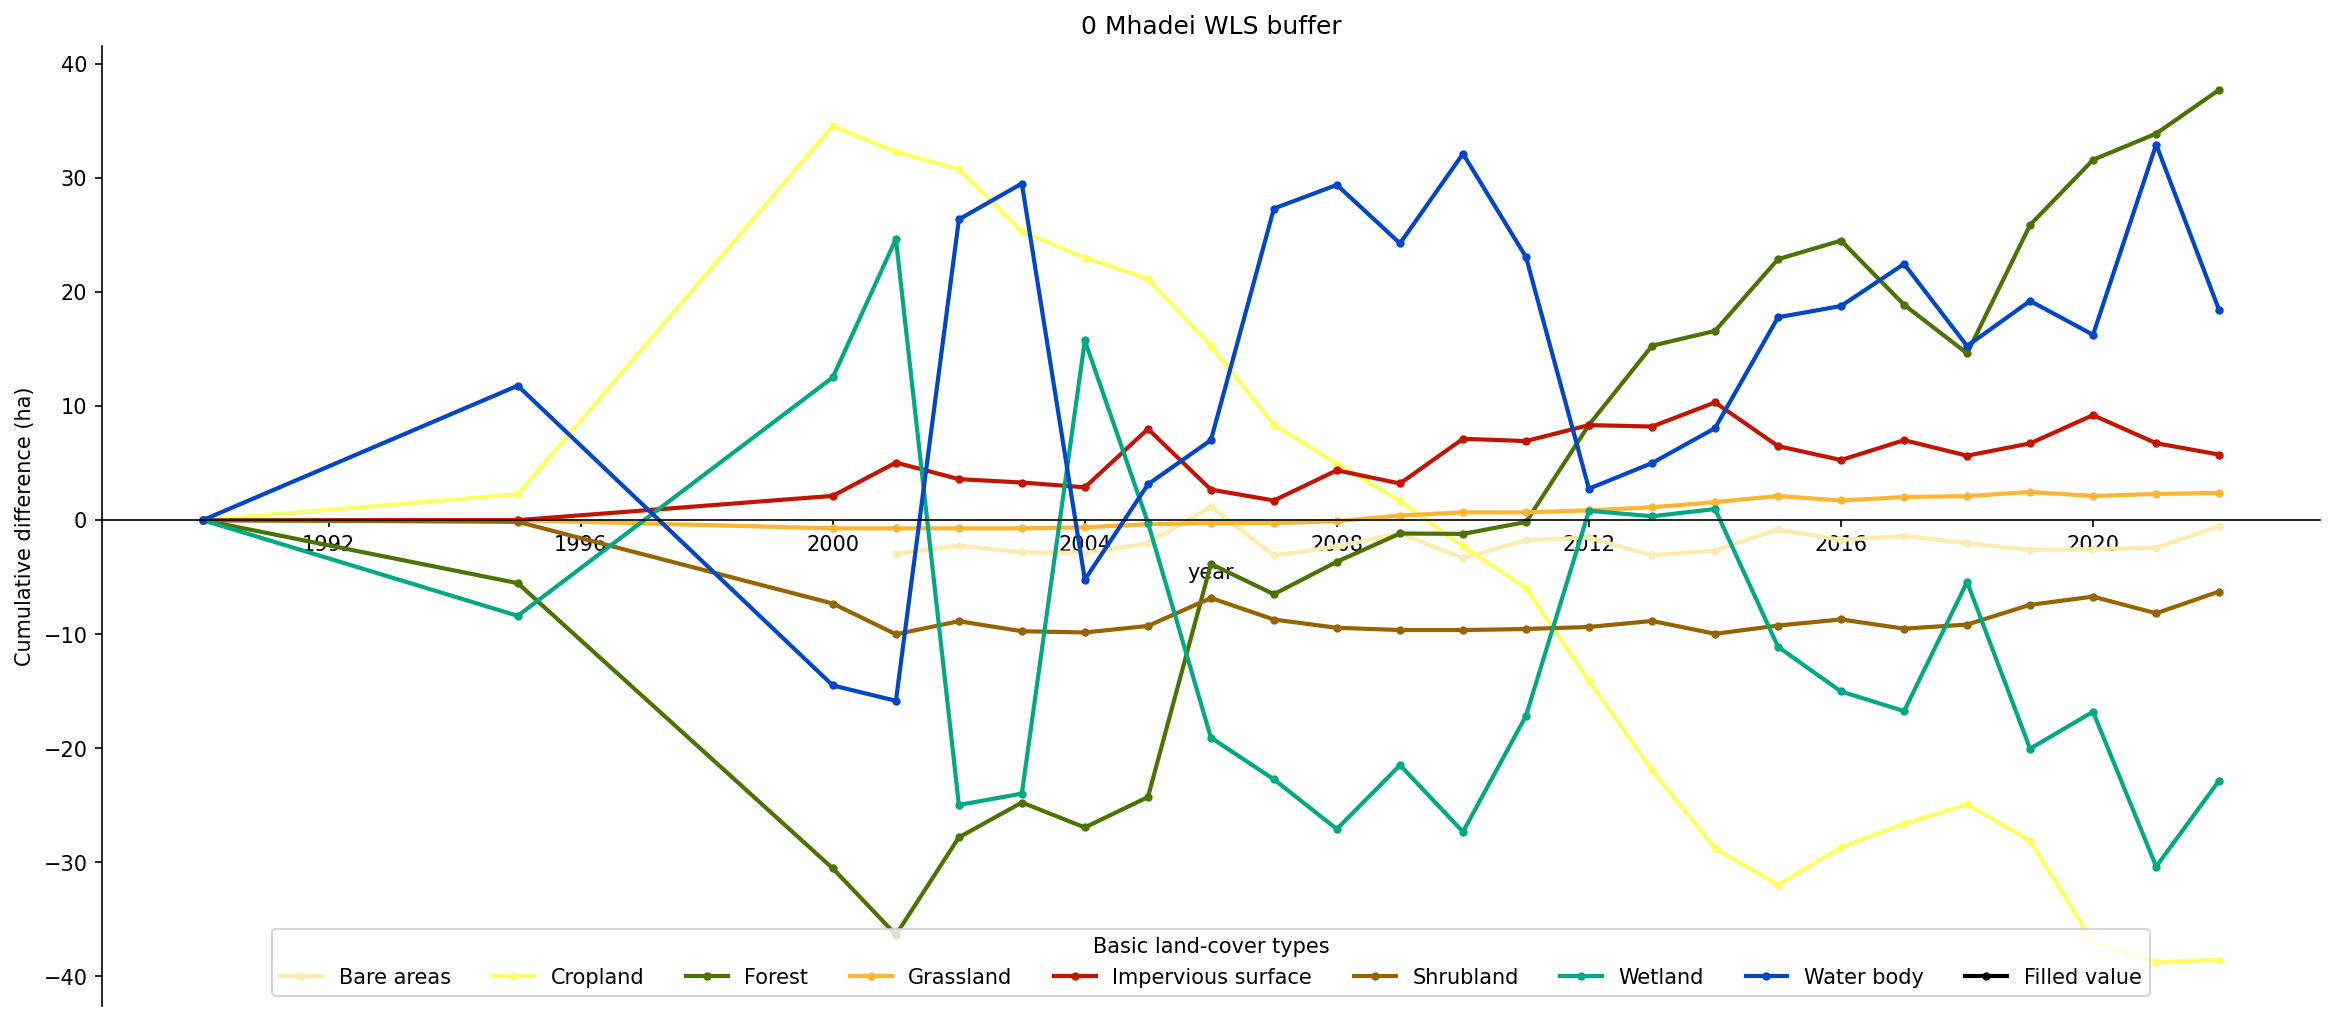 0 Mhadei WLS buffer
Cumulative difference (ha)
40
30
20
10
0
−10
−20
−30
−40
1992 1996 2000 2004 2008 2012 2016 2020
year
Basic land-cover types
Bare areas Cropland Forest Grassland Impervious surface Shrubland Wetland Water body Filled value